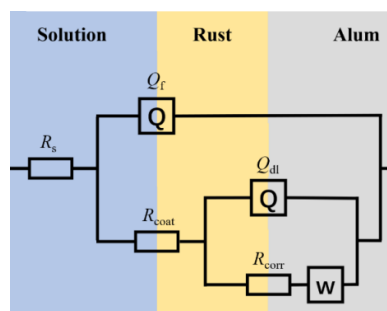 Solution Rust Alum
Q_f
Q
R_s
Q_dl
Q
R_coat
R_corr
W